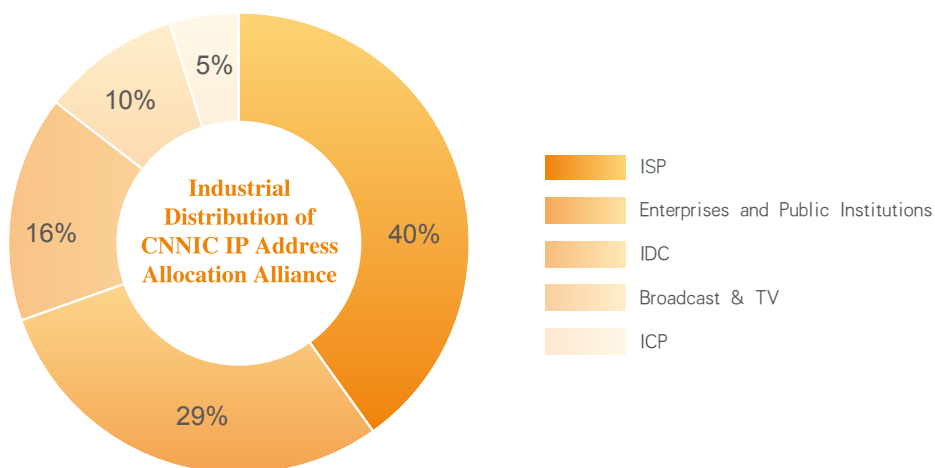 5%
10%
16%
40%
29%
Industrial
Distribution of
CNNIC IP Address
Allocation Alliance
ISP
Enterprises and Public Institutions
IDC
Broadcast & TV
ICP